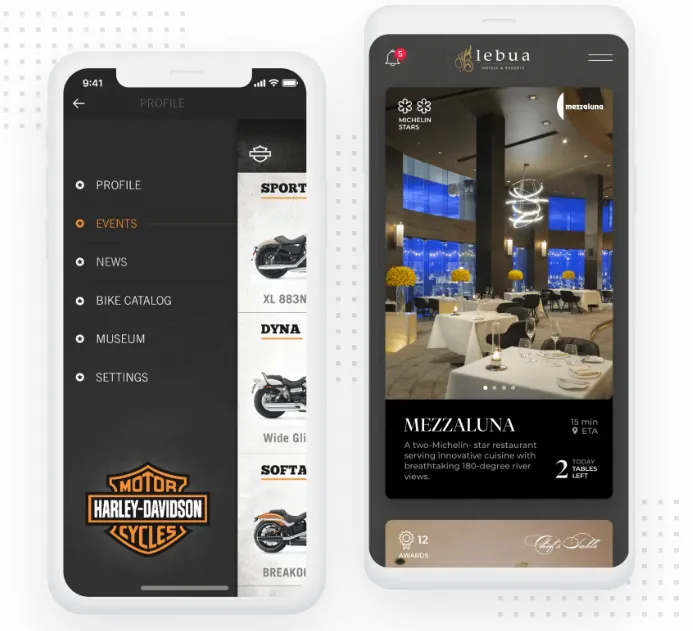 9:41
PROFILE
PROFILE
EVENTS
NEWS
BIKE CATALOG
MUSEUM
SETTINGS
MOTOR
HARLEY-DAVIDSON
CYCLES
SPORT
XL 883N
DYNA
Wide Gli
SOFTA
BREAKOU
5
lebua
HOTELS & RESORTS
MICHELIN
STARS
mezzaluna
MEZZALUNA
A two-Michelin- star restaurant
serving innovative cuisine with
breathtaking 180-degree river
views.
15 min
ETA
2 TODAY
TABLES
LEFT
12
AWARDS
Chef's Table